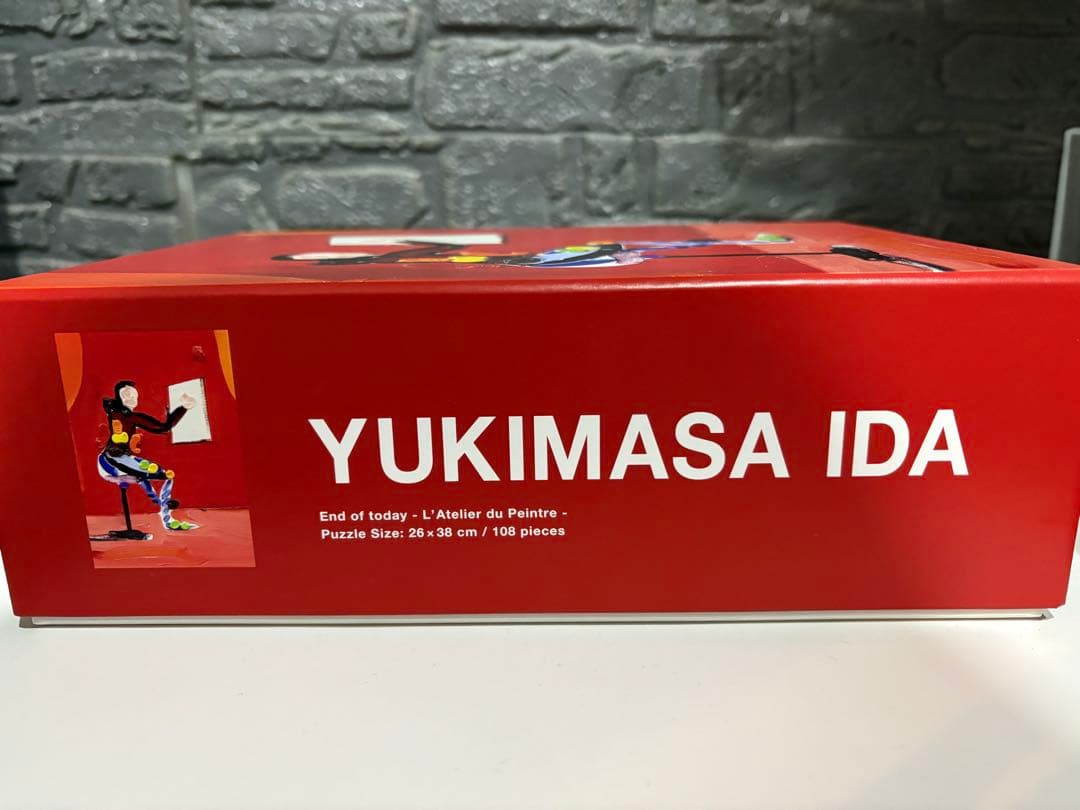 YUKIMASA IDA
End of today - L'Atelier du Peintre -
Puzzle Size: 26×38 cm / 108 pieces